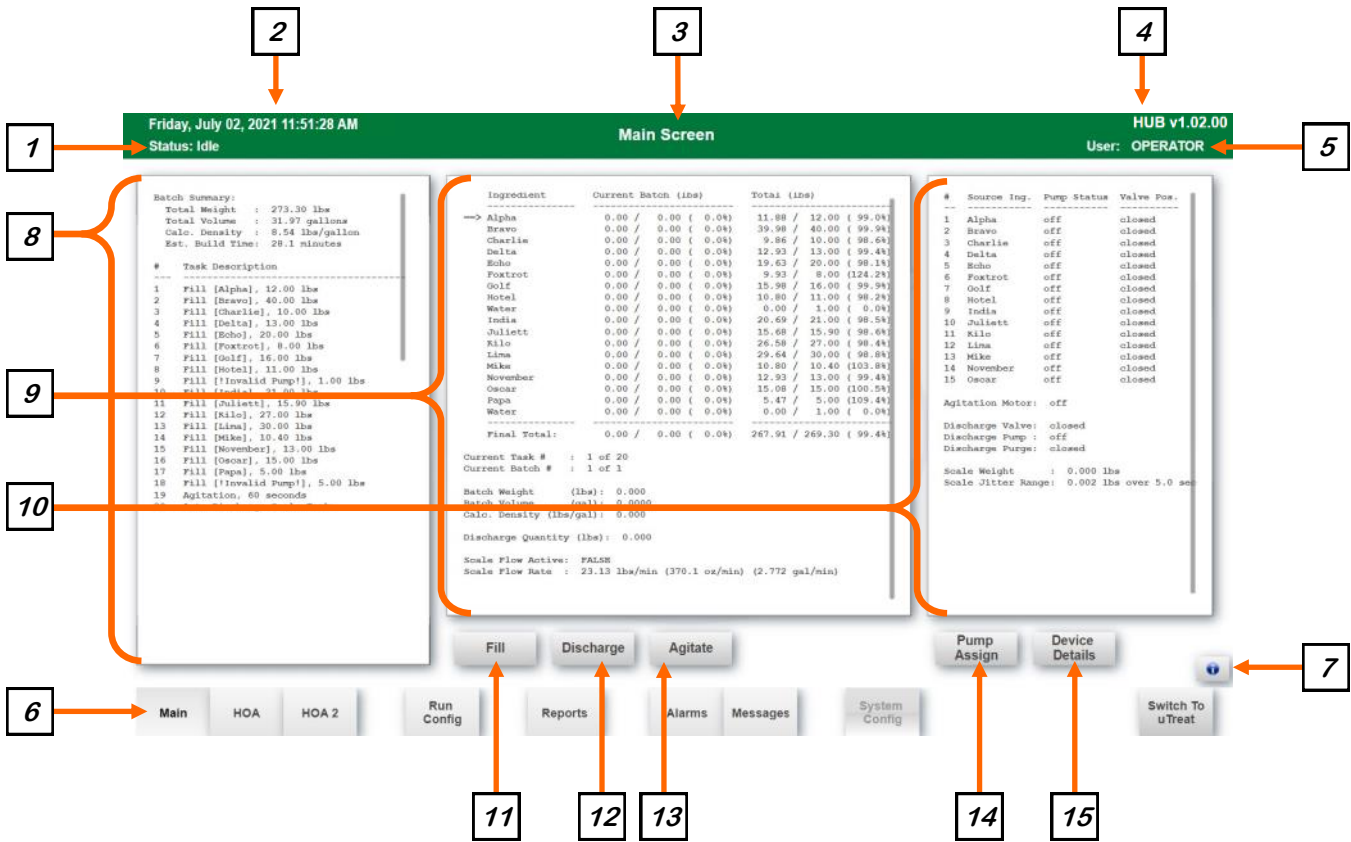 2
3
4
1
Friday, July 02, 2021 11:51:28 AM
Status: Idle
Main Screen
HUB v1.02.00
User: OPERATOR
5
8
9
10
Batch Summary:
Total Weight : 273.30 lbs
Total Volume : 31.97 gallons
Calc. Density : 8.54 lbs/gallon
Est. Build Time: 28.1 minutes
# Task Description
1 Fill [Alpha], 12.00 lbs
2 Fill [Bravo], 40.00 lbs
3 Fill [Charlie], 10.00 lbs
4 Fill [Delta], 13.00 lbs
5 Fill [Echo], 20.00 lbs
6 Fill [Foxtrot], 8.00 lbs
7 Fill [Golf], 16.00 lbs
8 Fill [Hotel], 11.00 lbs
9 Fill [!Invalid Pump!], 1.00 lbs
10 Fill [India], 21.00 lbs
11 Fill [Juliett], 15.90 lbs
12 Fill [Kilo], 27.00 lbs
13 Fill [Lima], 30.00 lbs
14 Fill [Mike], 10.40 lbs
15 Fill [November], 13.00 lbs
16 Fill [Oscar], 15.00 lbs
17 Fill [Papa], 5.00 lbs
18 Fill [!Invalid Pump!], 5.00 lbs
19 Agitation, 60 seconds
Ingredient Current Batch (lbs) Total (lbs)
--> Alpha 0.00 / 0.00 ( 0.0%) 11.88 / 12.00 ( 99.0%)
Bravo 0.00 / 0.00 ( 0.0%) 39.98 / 40.00 ( 99.9%)
Charlie 0.00 / 0.00 ( 0.0%) 9.86 / 10.00 ( 98.6%)
Delta 0.00 / 0.00 ( 0.0%) 12.93 / 13.00 ( 99.4%)
Echo 0.00 / 0.00 ( 0.0%) 19.63 / 20.00 ( 98.1%)
Foxtrot 0.00 / 0.00 ( 0.0%) 9.93 / 8.00 (124.2%)
Golf 0.00 / 0.00 ( 0.0%) 15.98 / 16.00 ( 99.9%)
Hotel 0.00 / 0.00 ( 0.0%) 10.80 / 11.00 ( 98.2%)
Water 0.00 / 0.00 ( 0.0%) 0.00 / 1.00 ( 0.0%)
India 0.00 / 0.00 ( 0.0%) 20.69 / 21.00 ( 98.5%)
Juliett 0.00 / 0.00 ( 0.0%) 15.68 / 15.90 ( 98.6%)
Kilo 0.00 / 0.00 ( 0.0%) 26.58 / 27.00 ( 98.4%)
Lima 0.00 / 0.00 ( 0.0%) 29.64 / 30.00 ( 98.8%)
Mike 0.00 / 0.00 ( 0.0%) 10.80 / 10.40 (103.8%)
November 0.00 / 0.00 ( 0.0%) 12.93 / 13.00 ( 99.4%)
Oscar 0.00 / 0.00 ( 0.0%) 15.08 / 15.00 (100.5%)
Papa 0.00 / 0.00 ( 0.0%) 5.47 / 5.00 (109.4%)
Water 0.00 / 0.00 ( 0.0%) 0.00 / 1.00 ( 0.0%)
Final Total: 0.00 / 0.00 ( 0.0%) 267.91 / 269.30 ( 99.4%)
Current Task # : 1 of 20
Current Batch # : 1 of 1
Batch Weight (lbs): 0.000
Batch Volume (gal): 0.0000
Calc. Density (lbs/gal): 0.0000
Discharge Quantity (lbs): 0.000
Scale Flow Active: FALSE
Scale Flow Rate : 23.13 lbs/min (370.1 oz/min) (2.772 gal/min)
# Source Ing. Pump Status Valve Pos.
1 Alpha off closed
2 Bravo off closed
3 Charlie off closed
4 Delta off closed
5 Echo off closed
6 Foxtrot off closed
7 Golf off closed
8 Hotel off closed
9 India off closed
10 Juliett off closed
11 Kilo off closed
12 Lima off closed
13 Mike off closed
14 November off closed
15 Oscar off closed
Agitation Motor: off
Discharge Valve: closed
Discharge Pump : off
Discharge Purge: closed
Scale Weight : 0.000 lbs
Scale Jitter Range: 0.002 lbs over 5.0 sec
Fill
Discharge
Agitate
Pump Assign
Device Details
7
6
Main
HOA
HOA 2
Run Config
Reports
Alarms
Messages
System Config
Switch To uTreat
11
12
13
14
15